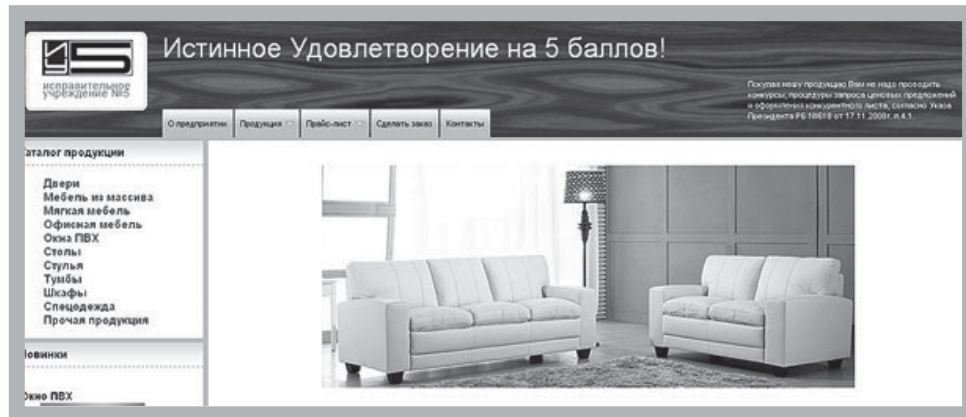 Истинное Удовлетворение на 5 баллов!
исправительное
учреждение №5
Покупая нашу продукцию Вам не надо проводить
конкурсы, процедуры запроса ценовых предложений
и оформления конкурентного листа, согласно Указа
Президента РБ №618 от 17.11.2008г. п.4.1.
О предприятии
Продукция
Прайс-лист
Сделать заказ
Контакты
Каталог продукции
Двери
Мебель из массива
Мягкая мебель
Офисная мебель
Окна ПВХ
Столы
Стулья
Тумбы
Шкафы
Спецодежда
Прочая продукция
Новинки
Окно ПВХ